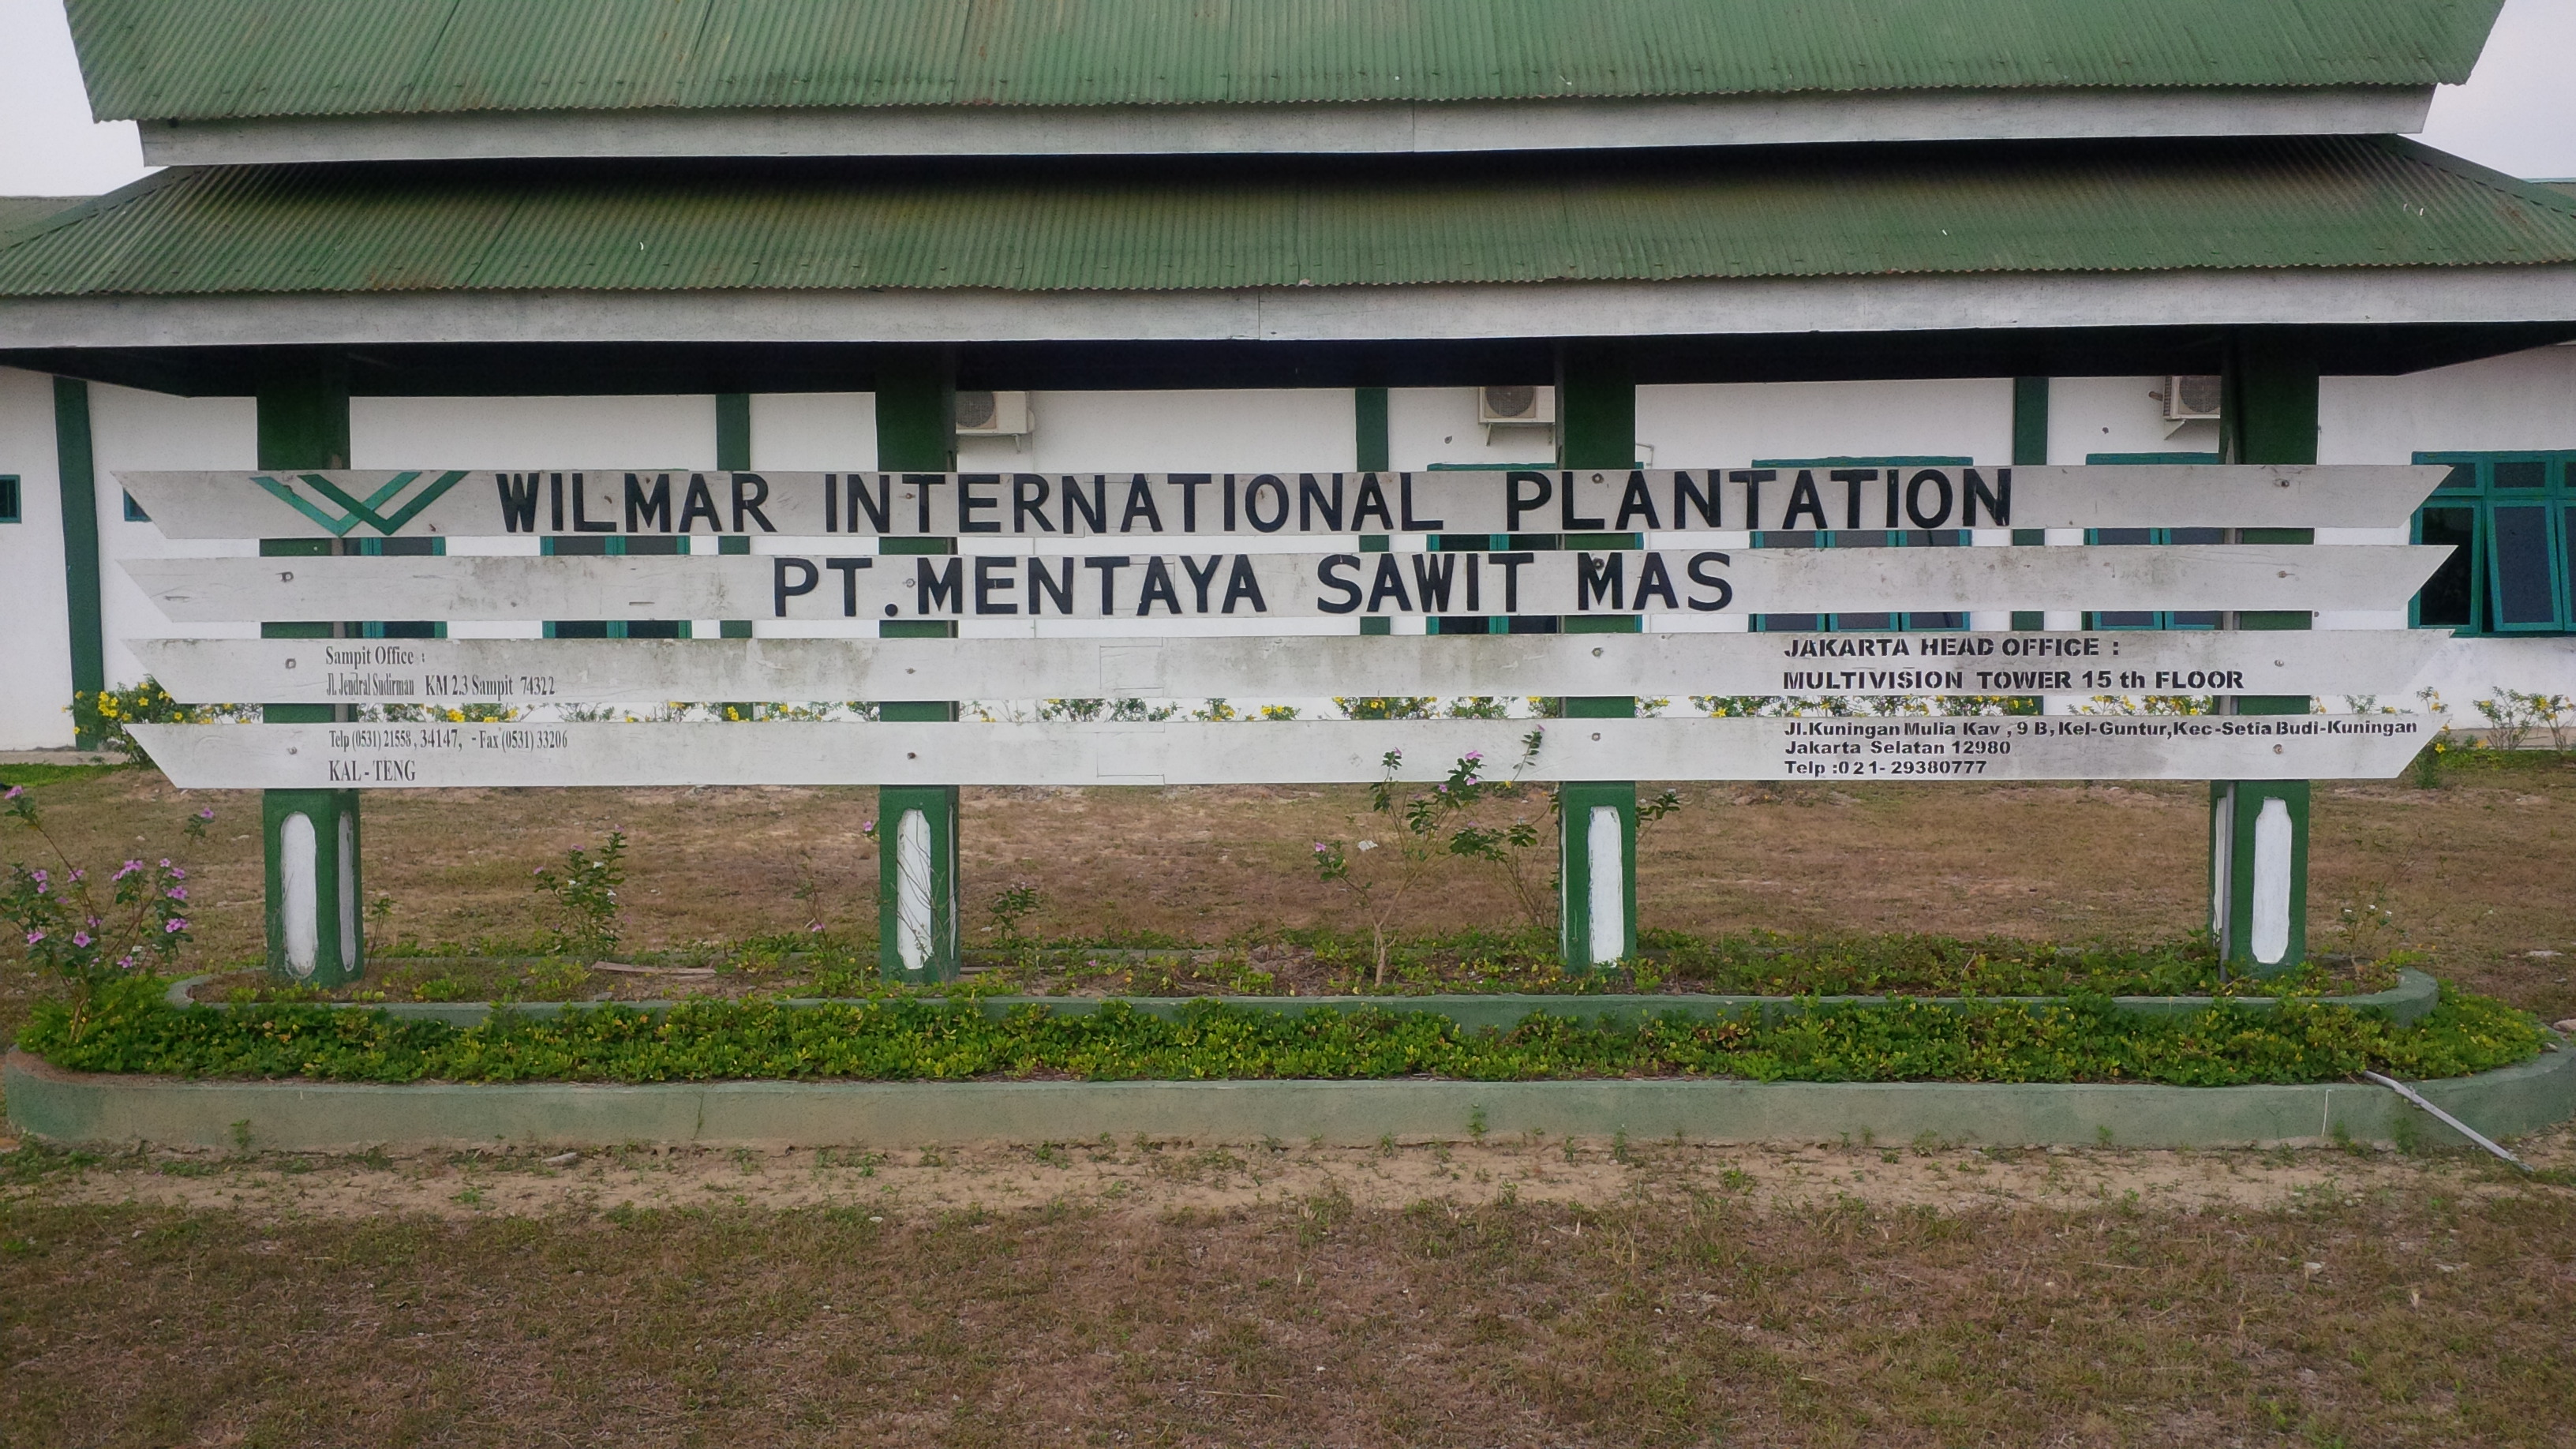 WILMAR INTERNATIONAL PLANTATION
PT.MENTAYA SAWIT MAS
Sampit Office :
Jl. Jendral Sudirman KM 2.3 Sampit 74322
Telp (0531) 21558 , 34147, - Fax (0531) 33206
KAL - TENG
JAKARTA HEAD OFFICE :
MULTIVISION TOWER 15 th FLOOR
Jl.Kuningan Mulia Kav , 9 B, Kel-Guntur,Kec-Setia Budi-Kuningan
Jakarta Selatan 12980
Telp :021- 29380777